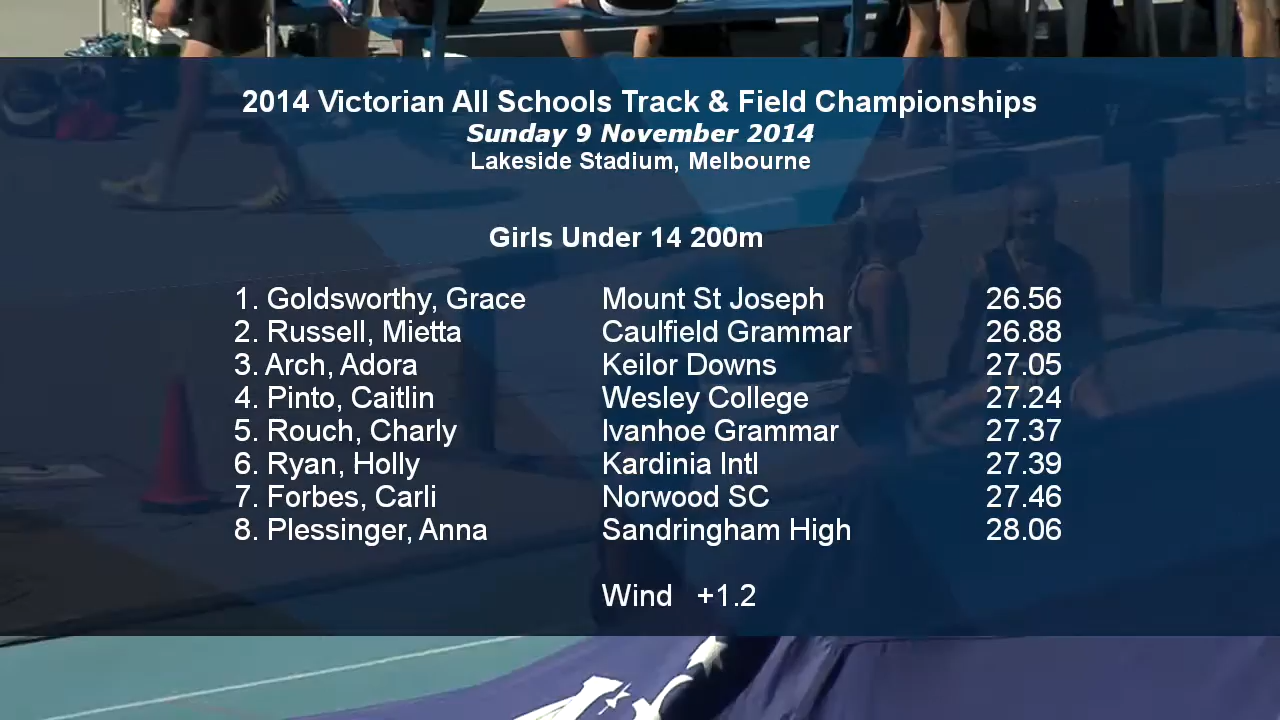 2014 Victorian All Schools Track & Field Championships
Sunday 9 November 2014
Lakeside Stadium, Melbourne
Girls Under 14 200m
1. Goldsworthy, Grace Mount St Joseph 26.56
2. Russell, Mietta Caulfield Grammar 26.88
3. Arch, Adora Keilor Downs 27.05
4. Pinto, Caitlin Wesley College 27.24
5. Rouch, Charly Ivanhoe Grammar 27.37
6. Ryan, Holly Kardinia Intl 27.39
7. Forbes, Carli Norwood SC 27.46
8. Plessinger, Anna Sandringham High 28.06
Wind +1.2